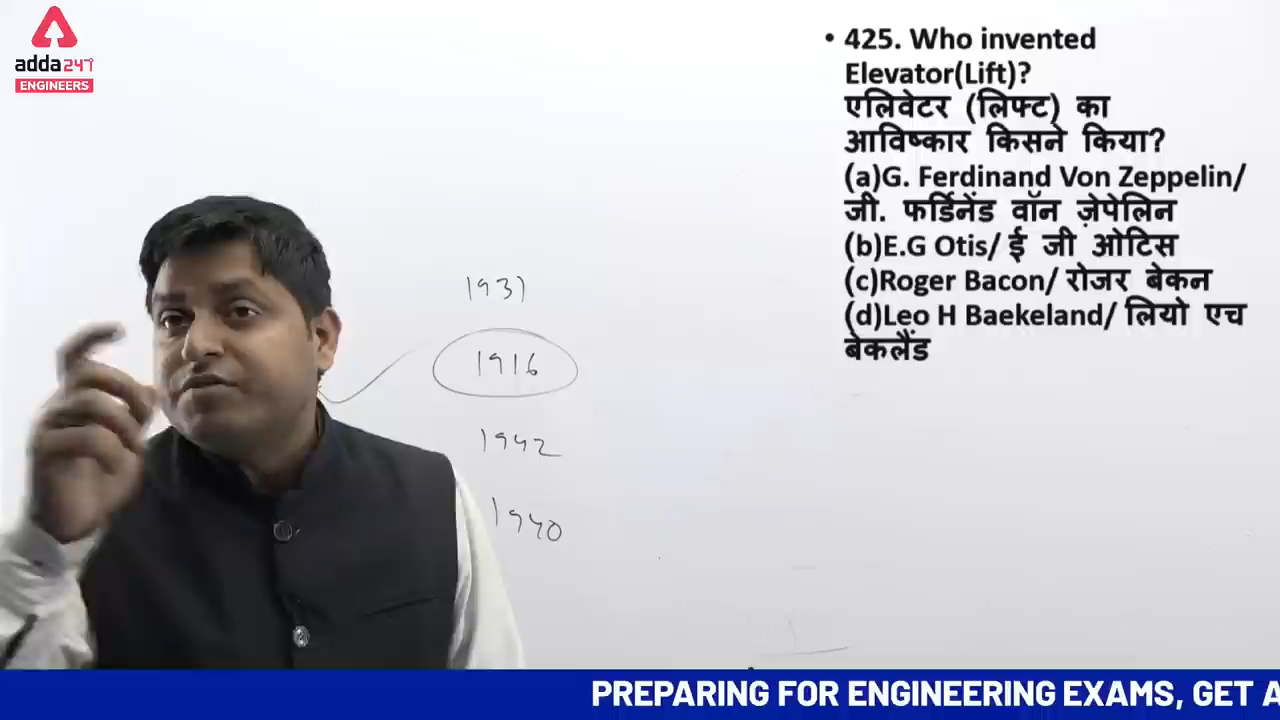 adda247
ENGINEERS
• 425. Who invented
Elevator(Lift)?
एलिवेटर (लिफ्ट) का
आविष्कार किसने किया?
(a)G. Ferdinand Von Zeppelin/
जी. फर्डिनेंड वॉन ज़ेपेलिन
(b)E.G Otis/ ई जी ओटिस
(c)Roger Bacon/ रोजर बेकन
(d)Leo H Baekeland/ लियो एच
बेकलैंड
1931
1916
1942
1940
PREPARING FOR ENGINEERING EXAMS, GET A